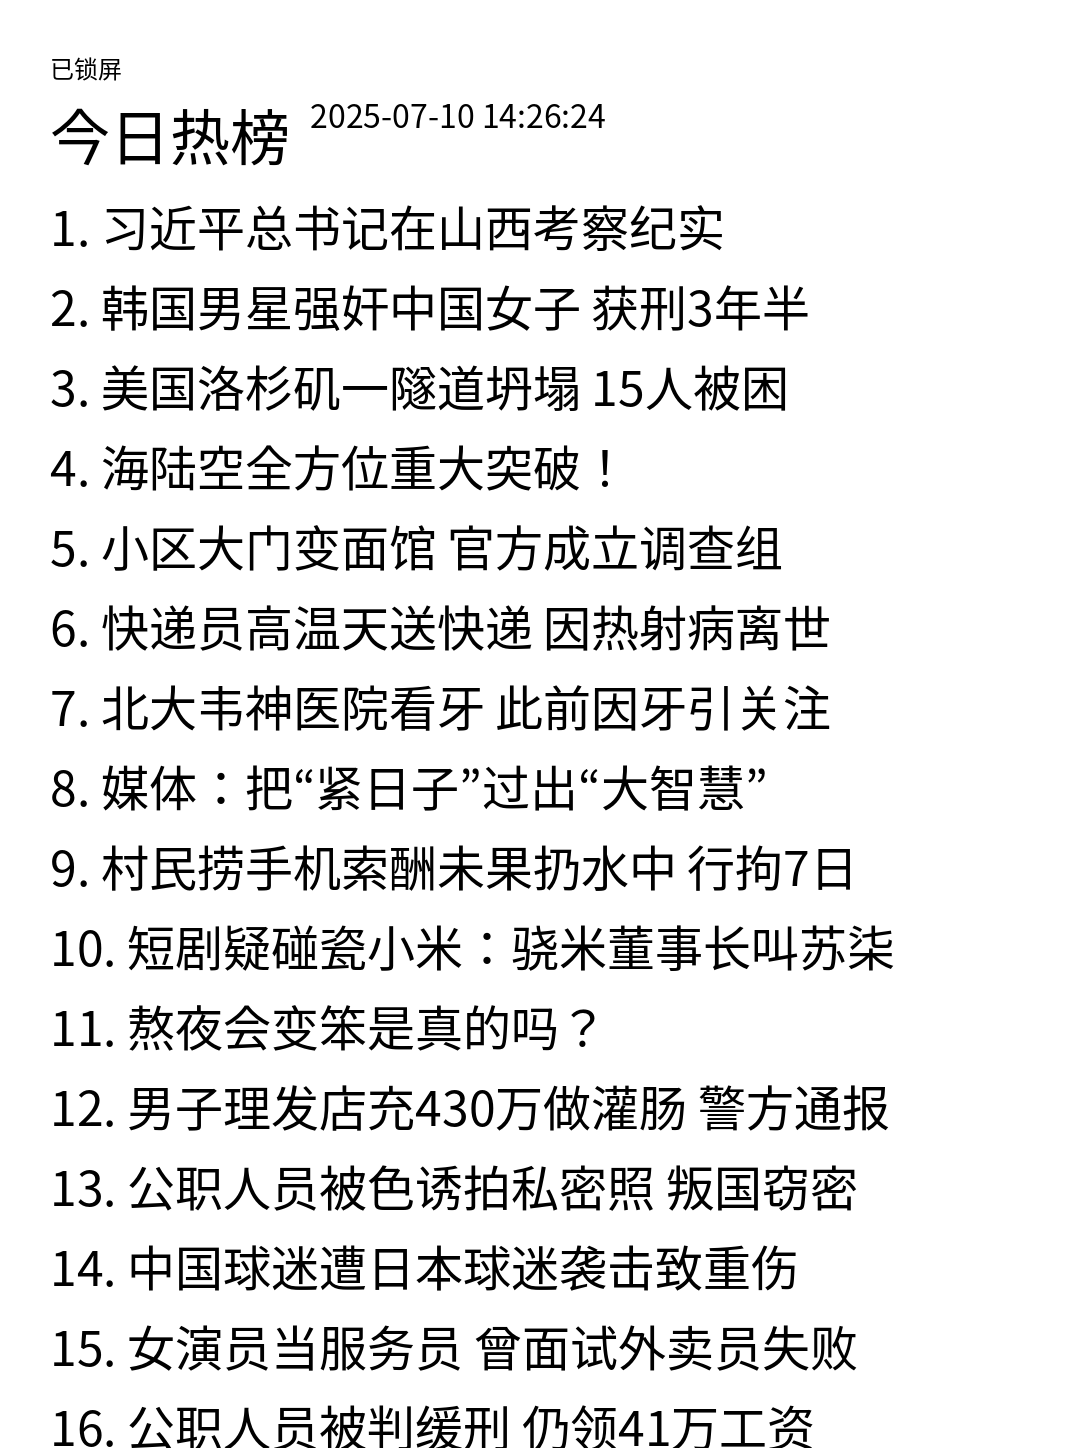 已锁屏
今日热榜 2025-07-10 14:26:24
1. 习近平总书记在山西考察纪实
2. 韩国男星强奸中国女子 获刑3年半
3. 美国洛杉矶一隧道坍塌 15人被困
4. 海陆空全方位重大突破！
5. 小区大门变面馆 官方成立调查组
6. 快递员高温天送快递 因热射病离世
7. 北大韦神医院看牙 此前因牙引关注
8. 媒体：把“紧日子”过出“大智慧”
9. 村民捞手机索酬未果扔水中 行拘7日
10. 短剧疑碰瓷小米：骁米董事长叫苏柒
11. 熬夜会变笨是真的吗？
12. 男子理发店充430万做灌肠 警方通报
13. 公职人员被色诱拍私密照 叛国窃密
14. 中国球迷遭日本球迷袭击致重伤
15. 女演员当服务员 曾面试外卖员失败
16. 公职人员被判缓刑 仍领41万工资